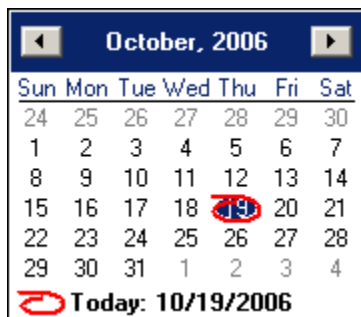 October, 2006
Sun Mon Tue Wed Thu Fri Sat
24 25 26 27 28 29 30
1 2 3 4 5 6 7
8 9 10 11 12 13 14
15 16 17 18 19 20 21
22 23 24 25 26 27 28
29 30 31 1 2 3 4
Today: 10/19/2006